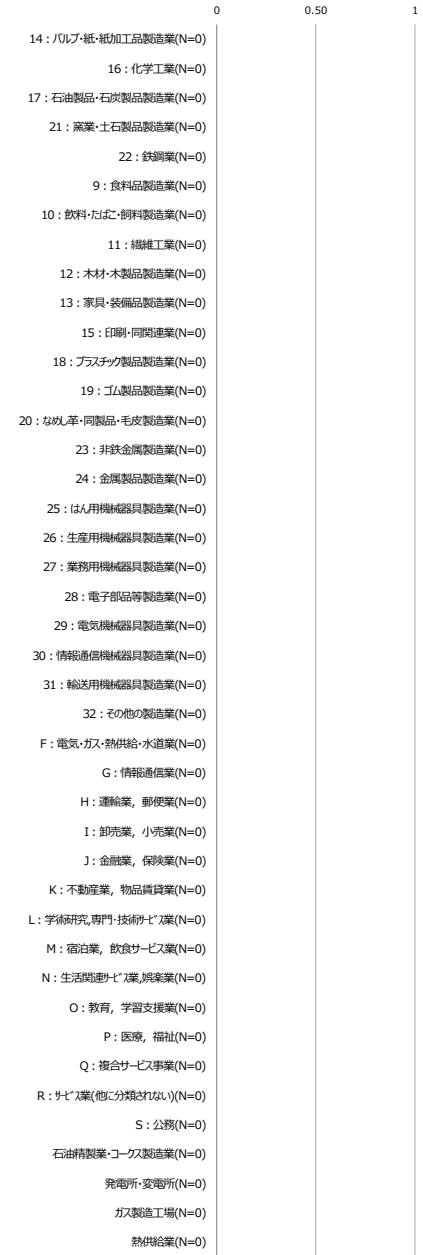 0 0.50 1
14：パルプ・紙・紙加工品製造業(N=0)
16：化学工業(N=0)
17：石油製品・石炭製品製造業(N=0)
21：窯業・土石製品製造業(N=0)
22：鉄鋼業(N=0)
9：食料品製造業(N=0)
10：飲料・たばこ・飼料製造業(N=0)
11：繊維工業(N=0)
12：木材・木製品製造業(N=0)
13：家具・装備品製造業(N=0)
15：印刷・同関連業(N=0)
18：プラスチック製品製造業(N=0)
19：ゴム製品製造業(N=0)
20：なめし革・同製品・毛皮製造業(N=0)
23：非鉄金属製造業(N=0)
24：金属製品製造業(N=0)
25：はん用機械器具製造業(N=0)
26：生産用機械器具製造業(N=0)
27：業務用機械器具製造業(N=0)
28：電子部品等製造業(N=0)
29：電気機械器具製造業(N=0)
30：情報通信機械器具製造業(N=0)
31：輸送用機械器具製造業(N=0)
32：その他の製造業(N=0)
F：電気・ガス・熱供給・水道業(N=0)
G：情報通信業(N=0)
H：運輸業，郵便業(N=0)
I：卸売業，小売業(N=0)
J：金融業，保険業(N=0)
K：不動産業，物品賃貸業(N=0)
L：学術研究,専門・技術ｻｰﾋﾞｽ業(N=0)
M：宿泊業，飲食サービス業(N=0)
N：生活関連ｻｰﾋﾞｽ業,娯楽業(N=0)
O：教育，学習支援業(N=0)
P：医療，福祉(N=0)
Q：複合サービス事業(N=0)
R：ｻｰﾋﾞｽ業(他に分類されない)(N=0)
S：公務(N=0)
石油精製業・コークス製造業(N=0)
発電所・変電所(N=0)
ガス製造工場(N=0)
熱供給業(N=0)